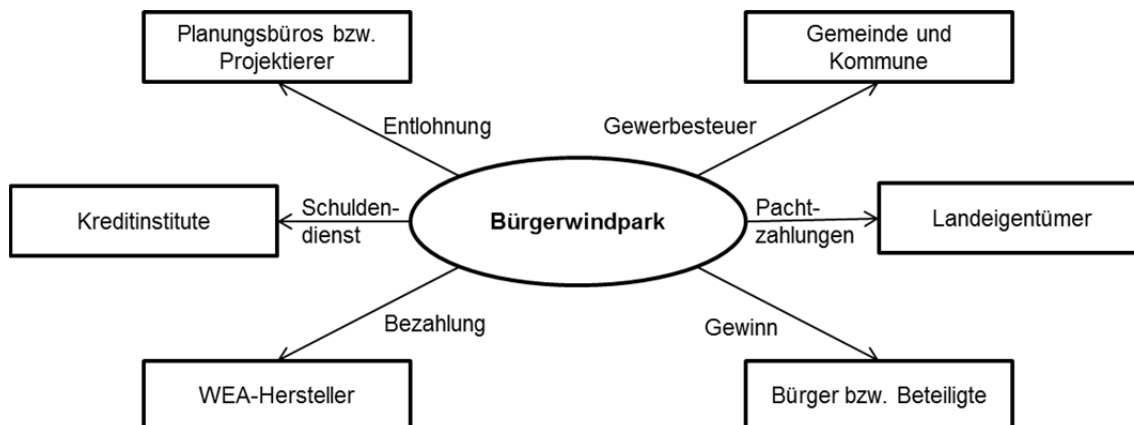 Planungsbüros bzw.
Projektierer
Gemeinde und
Kommune
Entlohnung
Gewerbesteuer
Kreditinstitute
Schulden-
dienst
Bürgerwindpark
Pacht-
zahlungen
Landeigentümer
Bezahlung
Gewinn
WEA-Hersteller
Bürger bzw. Beteiligte